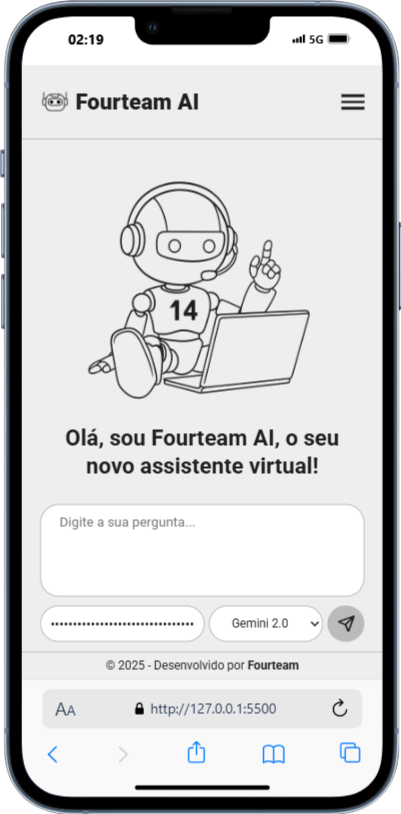 02:19
5G
Fourteam AI
14
Olá, sou Fourteam AI, o seu
novo assistente virtual!
Digite a sua pergunta...
Gemini 2.0
© 2025 - Desenvolvido por Fourteam
AA
http://127.0.0.1:5500